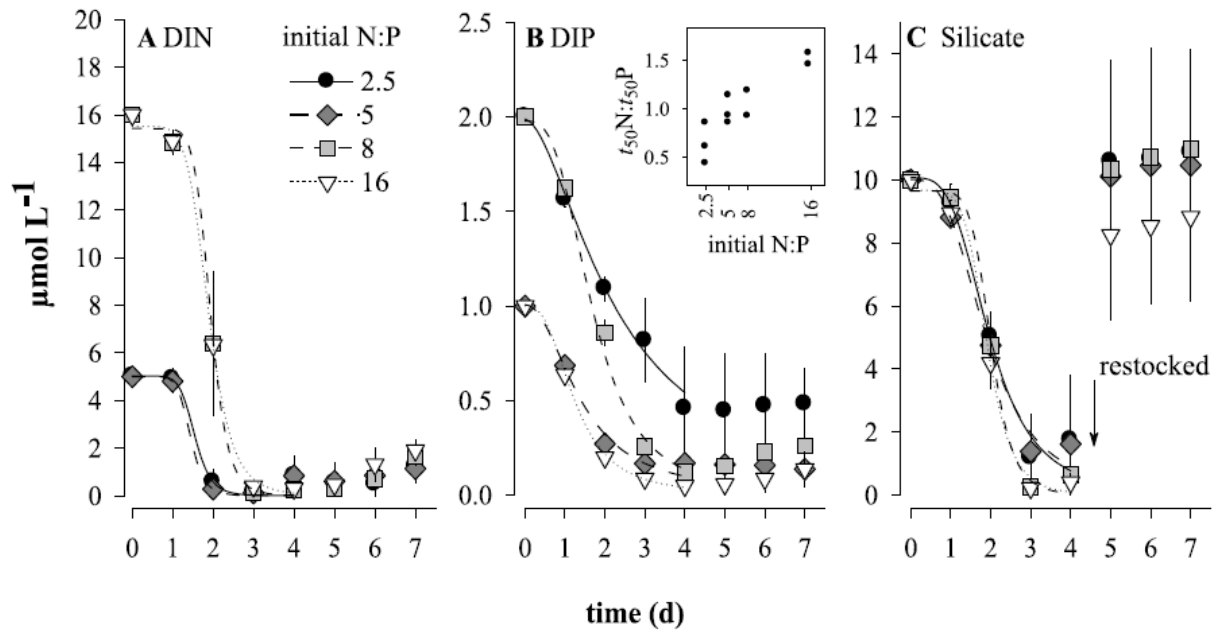 A DIN
initial N:P
2.5
5
8
16
20
18
16
14
12
10
8
6
4
2
0
0 1 2 3 4 5 6 7
µmol L⁻¹
B DIP
2.5
2.0
1.5
1.0
0.5
0.0
0 1 2 3 4 5 6 7
t₅₀N:t₅₀P
1.5
1.0
0.5
2.5 5 8 16
initial N:P
C Silicate
14
12
10
8
6
4
2
0
0 1 2 3 4 5 6 7
restocked
time (d)